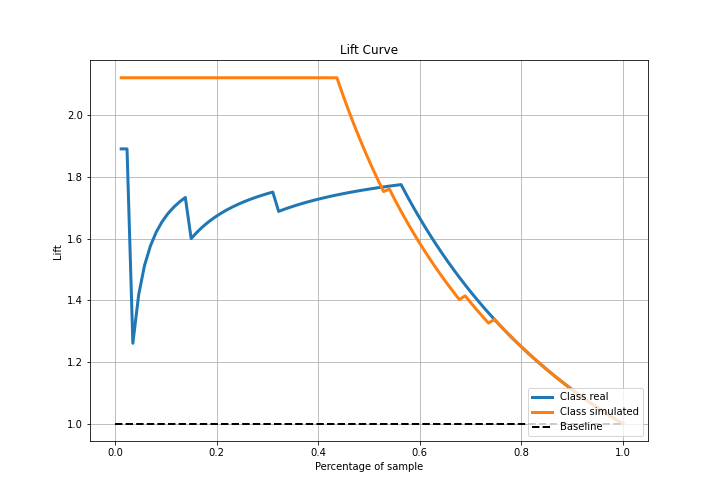 Lift Curve
Lift
2.0
1.8
1.6
1.4
1.2
1.0
0.0
0.2
0.4
0.6
0.8
1.0
Percentage of sample
Class real
Class simulated
Baseline